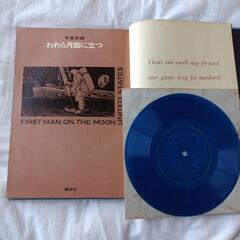 写真記録
われら月面に立つ
UNITED STATES
FIRST MAN ON THE MOON
講談社
That's one small step for man,
one giant leap for mankind.